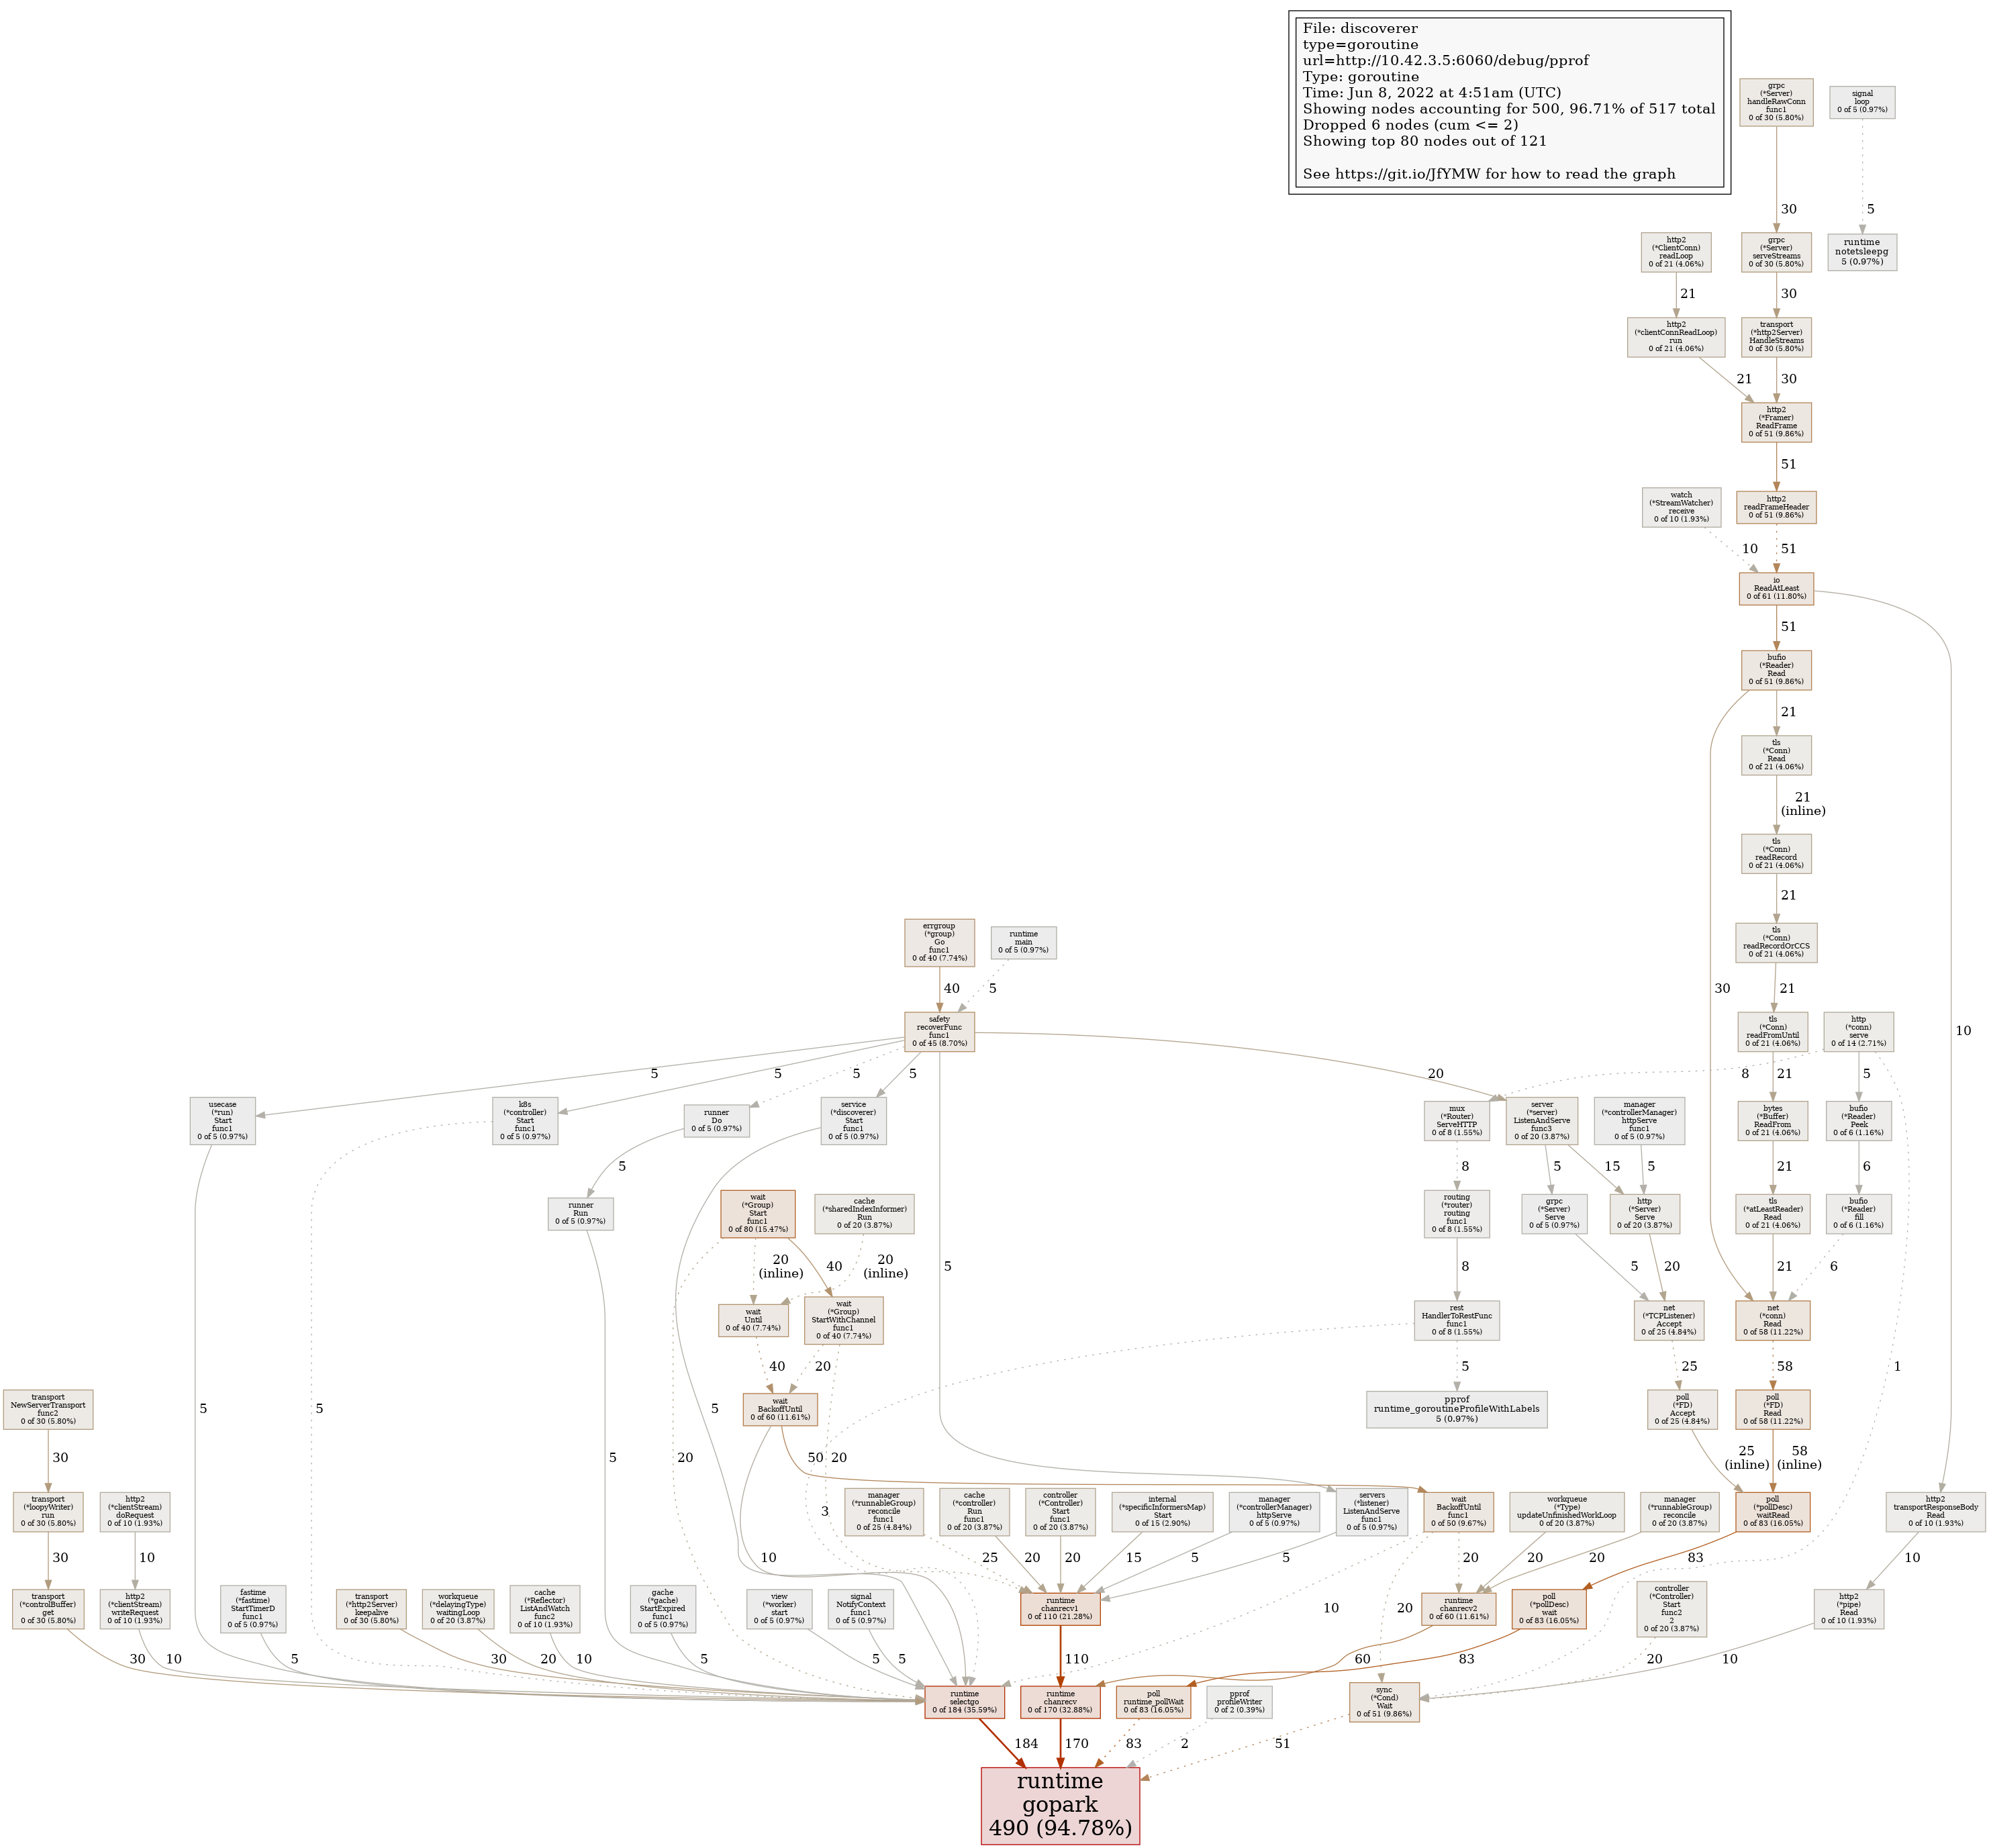 File: discoverer
type=goroutine
url=http://10.42.3.5:6060/debug/pprof
Type: goroutine
Time: Jun 8, 2022 at 4:51am (UTC)
Showing nodes accounting for 500, 96.71% of 517 total
Dropped 6 nodes (cum <= 2)
Showing top 80 nodes out of 121
See https://git.io/JfYMW for how to read the graph
grpc
(*Server)
handleRawConn
func1
0 of 30 (5.80%)
signal
loop
0 of 5 (0.97%)
30
5
http2
(*ClientConn)
readLoop
0 of 21 (4.06%)
grpc
(*Server)
serveStreams
0 of 30 (5.80%)
runtime
notetsleepg
5 (0.97%)
21
30
http2
(*clientConnReadLoop)
run
0 of 21 (4.06%)
transport
(*http2Server)
HandleStreams
0 of 30 (5.80%)
21
30
http2
(*Framer)
ReadFrame
0 of 51 (9.86%)
51
watch
(*StreamWatcher)
receive
0 of 10 (1.93%)
http2
readFrameHeader
0 of 51 (9.86%)
10
51
io
ReadAtLeast
0 of 61 (11.80%)
51
10
bufio
(*Reader)
Read
0 of 51 (9.86%)
21
30
tls
(*Conn)
Read
0 of 21 (4.06%)
21
(inline)
tls
(*Conn)
readRecord
0 of 21 (4.06%)
21
errgroup
(*group)
Go
func1
0 of 40 (7.74%)
runtime
main
0 of 5 (0.97%)
tls
(*Conn)
readRecordOrCCS
0 of 21 (4.06%)
40
5
21
safety
recoverFunc
func1
0 of 45 (8.70%)
tls
(*Conn)
readFromUntil
0 of 21 (4.06%)
http
(*conn)
serve
0 of 14 (2.71%)
5
5
5
5
20
8
21
5
1
usecase
(*run)
Start
func1
0 of 5 (0.97%)
k8s
(*controller)
Start
func1
0 of 5 (0.97%)
runner
Do
0 of 5 (0.97%)
service
(*discoverer)
Start
func1
0 of 5 (0.97%)
mux
(*Router)
ServeHTTP
0 of 8 (1.55%)
server
(*server)
ListenAndServe
func3
0 of 20 (3.87%)
manager
(*controllerManager)
httpServe
func1
0 of 5 (0.97%)
bytes
(*Buffer)
ReadFrom
0 of 21 (4.06%)
bufio
(*Reader)
Peek
0 of 6 (1.16%)
5
8
5
15
5
21
6
runner
Run
0 of 5 (0.97%)
wait
(*Group)
Start
func1
0 of 80 (15.47%)
cache
(*sharedIndexInformer)
Run
0 of 20 (3.87%)
routing
(*router)
routing
func1
0 of 8 (1.55%)
grpc
(*Server)
Serve
0 of 5 (0.97%)
http
(*Server)
Serve
0 of 20 (3.87%)
tls
(*atLeastReader)
Read
0 of 21 (4.06%)
bufio
(*Reader)
fill
0 of 6 (1.16%)
20
(inline)
40
20
(inline)
5
8
5
20
21
6
wait
Until
0 of 40 (7.74%)
wait
(*Group)
StartWithChannel
func1
0 of 40 (7.74%)
rest
HandlerToRestFunc
func1
0 of 8 (1.55%)
net
(*TCPListener)
Accept
0 of 25 (4.84%)
net
(*conn)
Read
0 of 58 (11.22%)
40
20
5
25
58
transport
NewServerTransport
func2
0 of 30 (5.80%)
5
5
5
wait
BackoffUntil
0 of 60 (11.61%)
pprof
runtime_goroutineProfileWithLabels
5 (0.97%)
poll
(*FD)
Accept
0 of 25 (4.84%)
poll
(*FD)
Read
0 of 58 (11.22%)
30
5
20
50
20
25
(inline)
58
(inline)
transport
(*loopyWriter)
run
0 of 30 (5.80%)
http2
(*clientStream)
doRequest
0 of 10 (1.93%)
manager
(*runnableGroup)
reconcile
func1
0 of 25 (4.84%)
cache
(*controller)
Run
func1
0 of 20 (3.87%)
controller
(*Controller)
Start
func1
0 of 20 (3.87%)
internal
(*specificInformersMap)
Start
0 of 15 (2.90%)
manager
(*controllerManager)
httpServe
0 of 5 (0.97%)
servers
(*listener)
ListenAndServe
func1
0 of 5 (0.97%)
wait
BackoffUntil
func1
0 of 50 (9.67%)
workqueue
(*Type)
updateUnfinishedWorkLoop
0 of 20 (3.87%)
manager
(*runnableGroup)
reconcile
0 of 20 (3.87%)
poll
(*pollDesc)
waitRead
0 of 83 (16.05%)
http2
transportResponseBody
Read
0 of 10 (1.93%)
3
30
10
10
25
20
20
15
5
5
20
20
20
83
10
transport
(*controlBuffer)
get
0 of 30 (5.80%)
http2
(*clientStream)
writeRequest
0 of 10 (1.93%)
fastime
(*fastime)
StartTimerD
func1
0 of 5 (0.97%)
transport
(*http2Server)
keepalive
0 of 30 (5.80%)
workqueue
(*delayingType)
waitingLoop
0 of 20 (3.87%)
cache
(*Reflector)
ListAndWatch
func2
0 of 10 (1.93%)
gache
(*gache)
StartExpired
func1
0 of 5 (0.97%)
view
(*worker)
start
0 of 5 (0.97%)
signal
NotifyContext
func1
0 of 5 (0.97%)
runtime
chanrecv1
0 of 110 (21.28%)
runtime
chanrecv2
0 of 60 (11.61%)
poll
(*pollDesc)
wait
0 of 83 (16.05%)
controller
(*Controller)
Start
func2
2
0 of 20 (3.87%)
http2
(*pipe)
Read
0 of 10 (1.93%)
10
20
30
10
5
30
20
10
5
5
5
110
60
83
20
10
runtime
selectgo
0 of 184 (35.59%)
runtime
chanrecv
0 of 170 (32.88%)
poll
runtime_pollWait
0 of 83 (16.05%)
pprof
profileWriter
0 of 2 (0.39%)
sync
(*Cond)
Wait
0 of 51 (9.86%)
184
170
83
2
51
runtime
gopark
490 (94.78%)